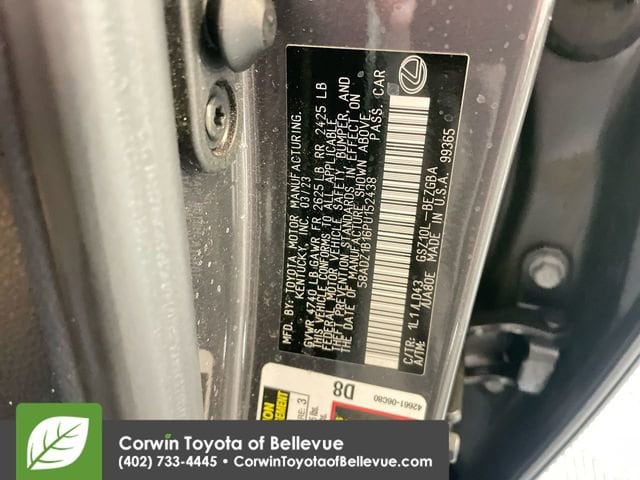 MFD. BY: TOYOTA MOTOR MANUFACTURING,
KENTUCKY, INC. 03/23
GVWR 4740 LB GAWR FR 2625 LB RR 2425 LB
THIS VEHICLE CONFORMS TO ALL APPLICABLE
FEDERAL MOTOR VEHICLE SAFETY, BUMPER, AND
THEFT PREVENTION STANDARDS IN EFFECT ON
THE DATE OF MANUFACTURE SHOWN ABOVE.
58ADZ1B16PU152438 PASS. CAR
C/TR: 1L1/LD43 GSZ10L-BEZGBA
A/TM: /UA80E MADE IN U.S.A. 99365
42661-06C80
D8
Corwin Toyota of Bellevue
(402) 733-4445 • CorwinToyotaofBellevue.com